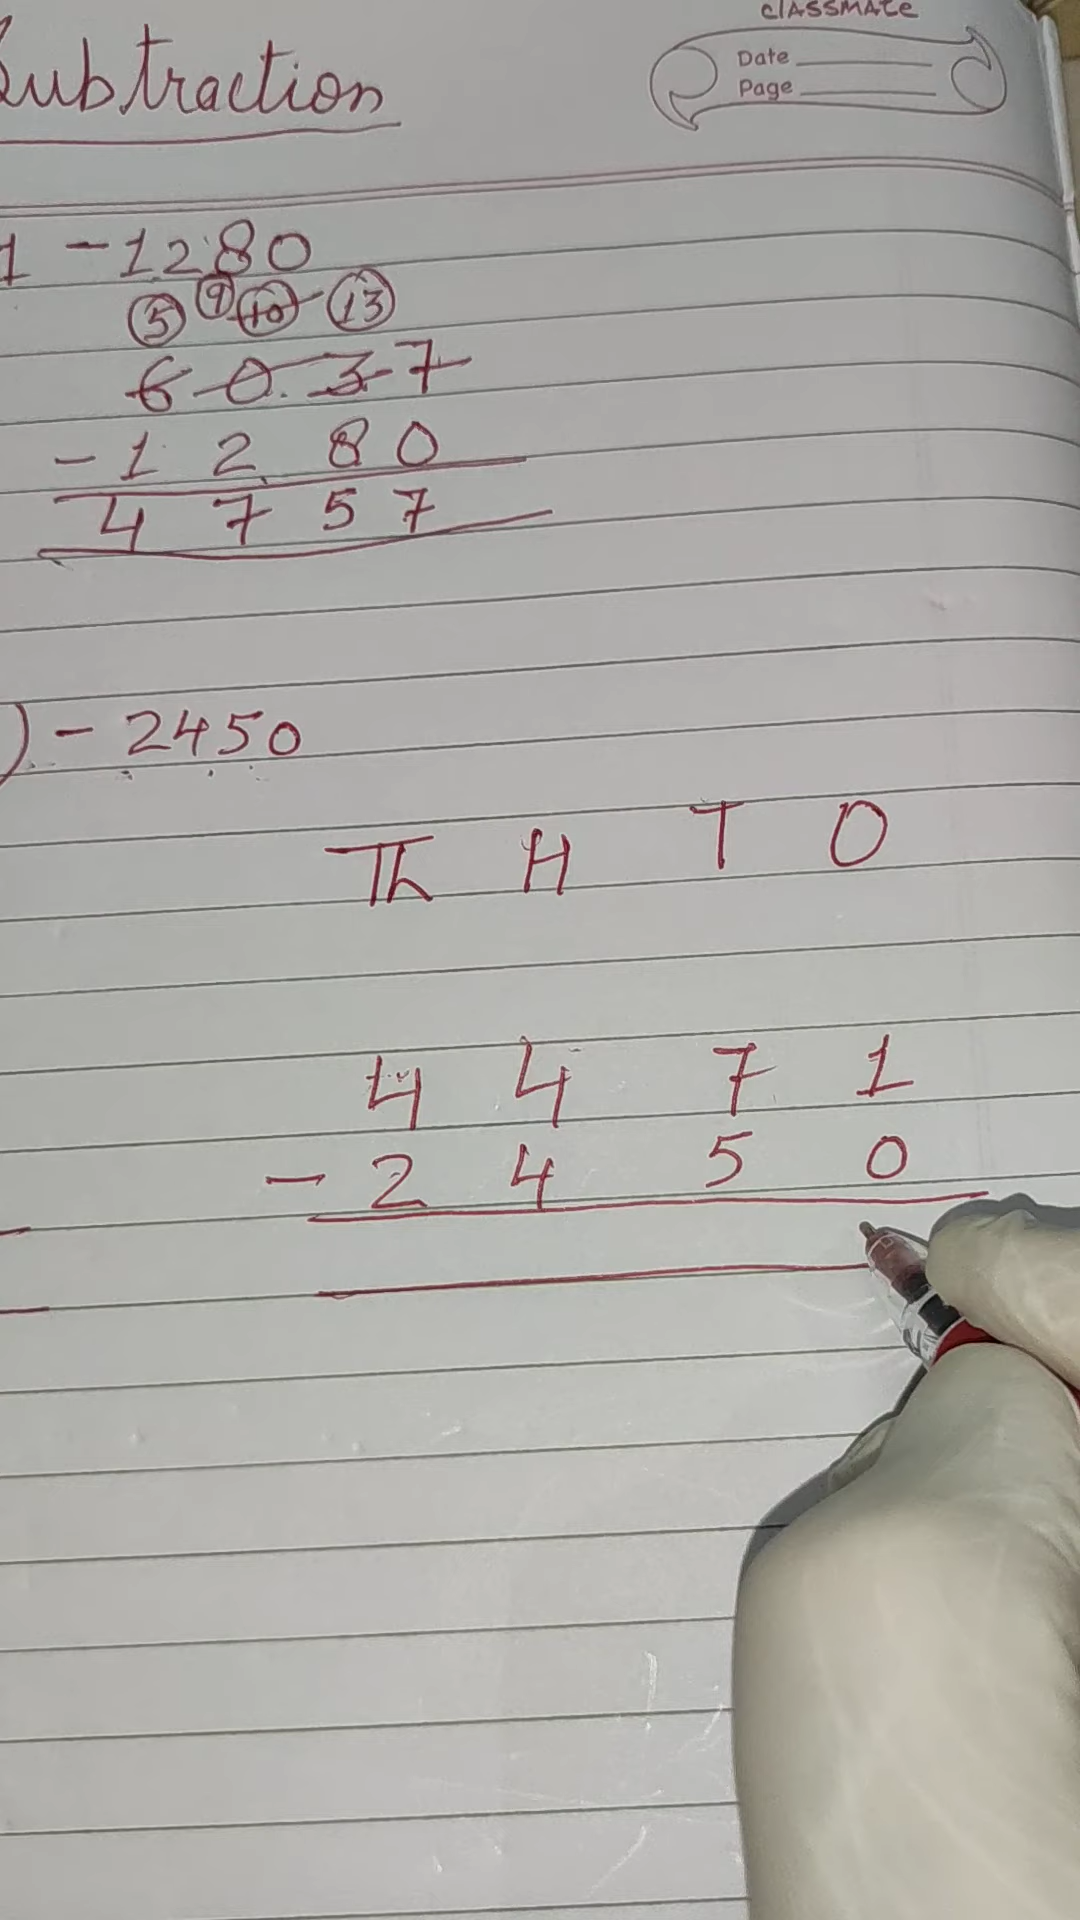 classmate
Date
Page
Subtraction
1 - 1280
5 9 10 13
6 0 3 7
- 1 2 8 0
4 7 5 7
) - 2450
Th H T O
4 4 7 1
- 2 4 5 0